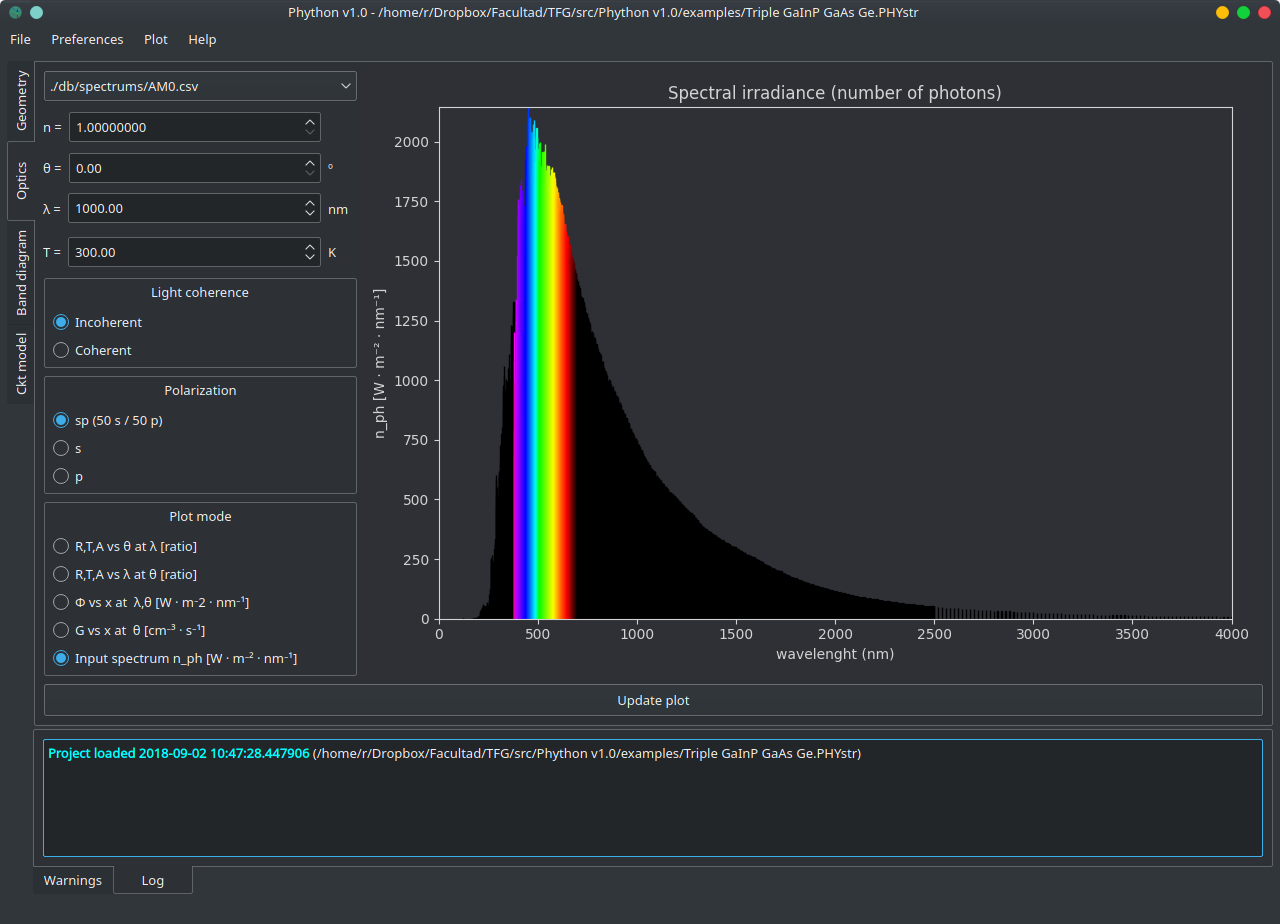 Phython v1.0 - /home/r/Dropbox/Facultad/TFG/src/Phython v1.0/examples/Triple GaInP GaAs Ge.PHYstr
File Preferences Plot Help
Geometry
Optics
Band diagram
Ckt model
./db/spectrums/AM0.csv
n = 1.00000000
θ = 0.00 º
λ = 1000.00 nm
T = 300.00 K
Light coherence
Incoherent
Coherent
Polarization
sp (50 s / 50 p)
s
p
Plot mode
R,T,A vs θ at λ [ratio]
R,T,A vs λ at θ [ratio]
Φ vs x at λ,θ [W · m-2 · nm⁻¹]
G vs x at θ [cm⁻³ · s⁻¹]
Input spectrum n_ph [W · m⁻² · nm⁻¹]
Spectral irradiance (number of photons)
n_ph [W · m⁻² · nm⁻¹]
2000
1750
1500
1250
1000
750
500
250
0
0 500 1000 1500 2000 2500 3000 3500 4000
wavelenght (nm)
Update plot
Project loaded 2018-09-02 10:47:28.447906 (/home/r/Dropbox/Facultad/TFG/src/Phython v1.0/examples/Triple GaInP GaAs Ge.PHYstr)
Warnings Log